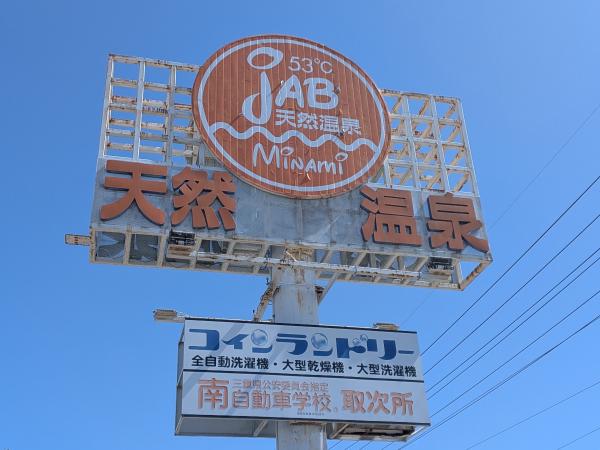 53℃
JAB
天然温泉
MINAMI
天然 温泉
コインランドリー
全自動洗濯機・大型乾燥機・大型洗濯機
三重県公安委員会指定
南自動車学校 取次所